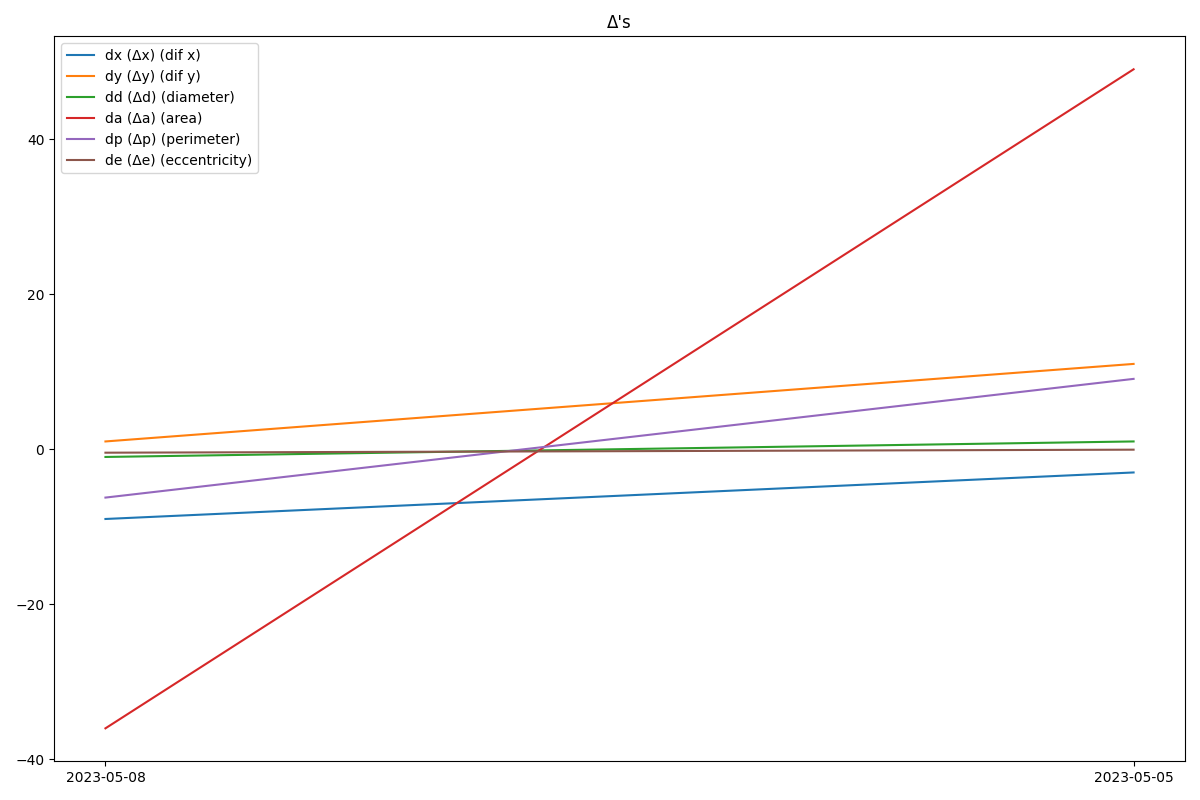 Δ's
dx (Δx) (dif x)
dy (Δy) (dif y)
dd (Δd) (diameter)
da (Δa) (area)
dp (Δp) (perimeter)
de (Δe) (eccentricity)
40
20
0
−20
−40
2023-05-08
2023-05-05